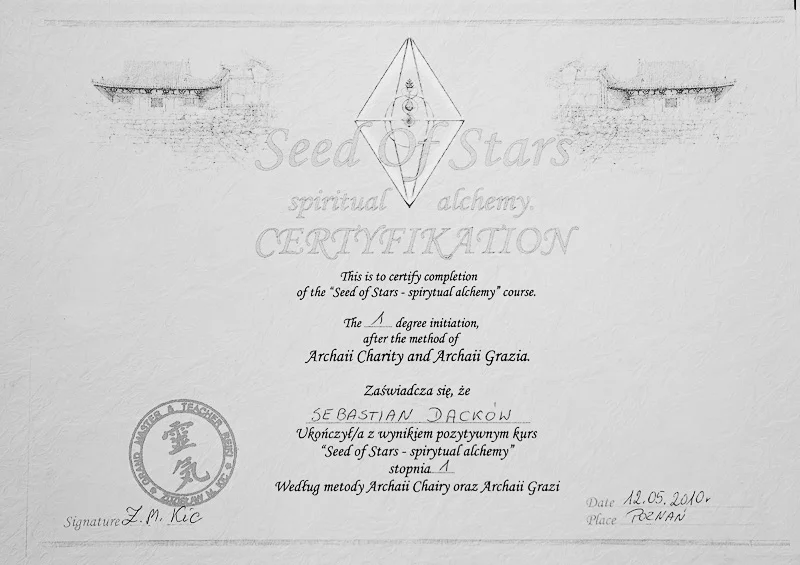 Seed Of Stars
spiritual alchemy.
CERTYFIKATION
This is to certify completion
of the “Seed of Stars - spirytual alchemy” course.
The 1 degree initiation,
after the method of
Archaii Charity and Archaii Grazia.
Zaświadcza się, że
SEBASTIAN DACKÓW
Ukończył/a z wynikiem pozytywnym kurs
“Seed of Stars - spirytual alchemy”
stopnia 1
Według metody Archaii Chairy oraz Archaii Grazi
GRAND MASTER & TEACHER REIKI
靈氣
Signature Z.M. Kic
Date 12.05.2010r
Place POZNAŃ